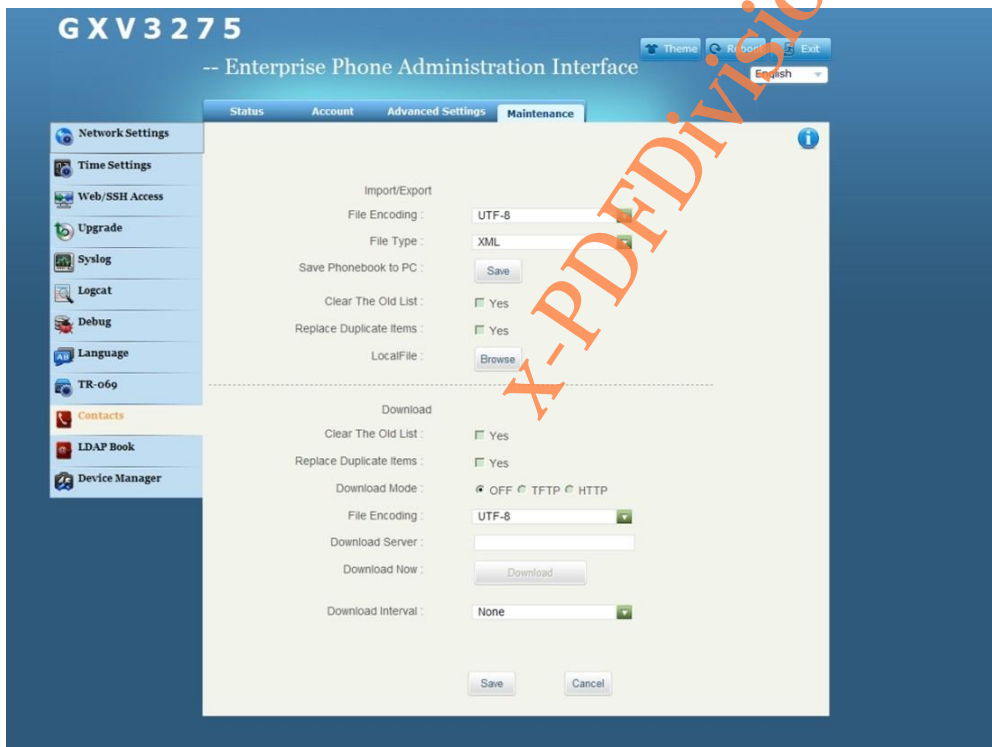 GXV3275
-- Enterprise Phone Administration Interface
Theme Reboot Exit
English
Status Account Advanced Settings Maintenance
Network Settings
Time Settings
Web/SSH Access
Upgrade
Syslog
Logcat
Debug
Language
TR-069
Contacts
LDAP Book
Device Manager
Import/Export
File Encoding : UTF-8
File Type : XML
Save Phonebook to PC : Save
Clear The Old List : Yes
Replace Duplicate Items : Yes
LocalFile : Browse
Download
Clear The Old List : Yes
Replace Duplicate Items : Yes
Download Mode : OFF TFTP HTTP
File Encoding : UTF-8
Download Server :
Download Now : Download
Download Interval : None
Save Cancel
x-PDFDivisio